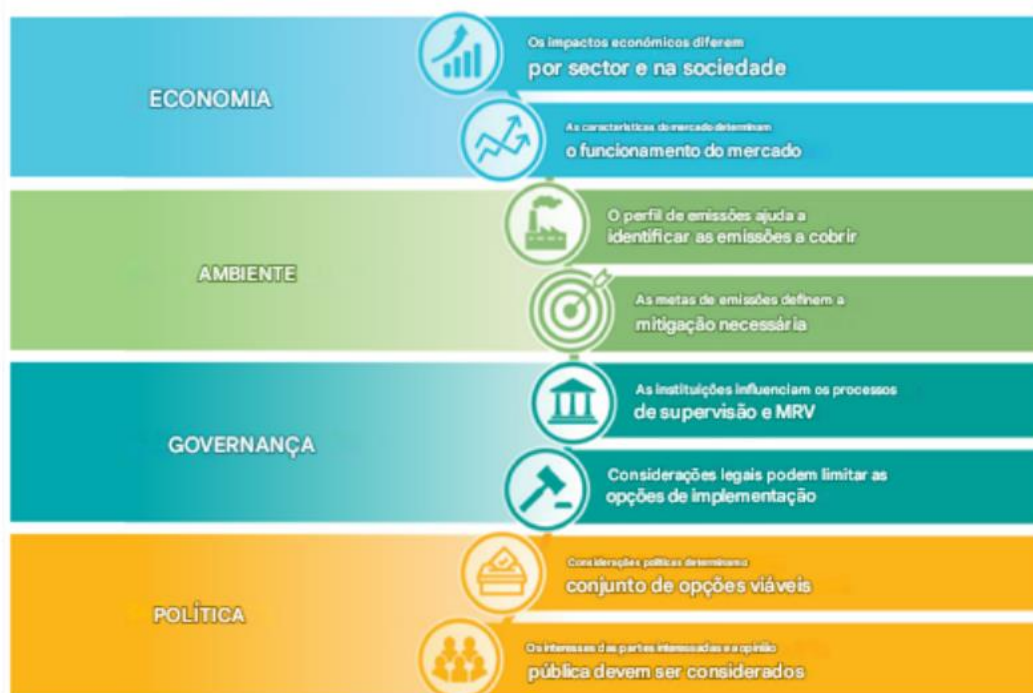 ECONOMIA
Os impactos económicos diferem
por sector e na sociedade
As características do mercado determinam
o funcionamento do mercado
AMBIENTE
O perfil de emissões ajuda a
identificar as emissões a cobrir
As metas de emissões definem a
mitigação necessária
GOVERNANÇA
As instituições influenciam os processos
de supervisão e MRV
Considerações legais podem limitar as
opções de implementação
POLÍTICA
Considerações políticas determinam o
conjunto de opções viáveis
Os interesses das partes interessadas e a opinião
pública devem ser considerados